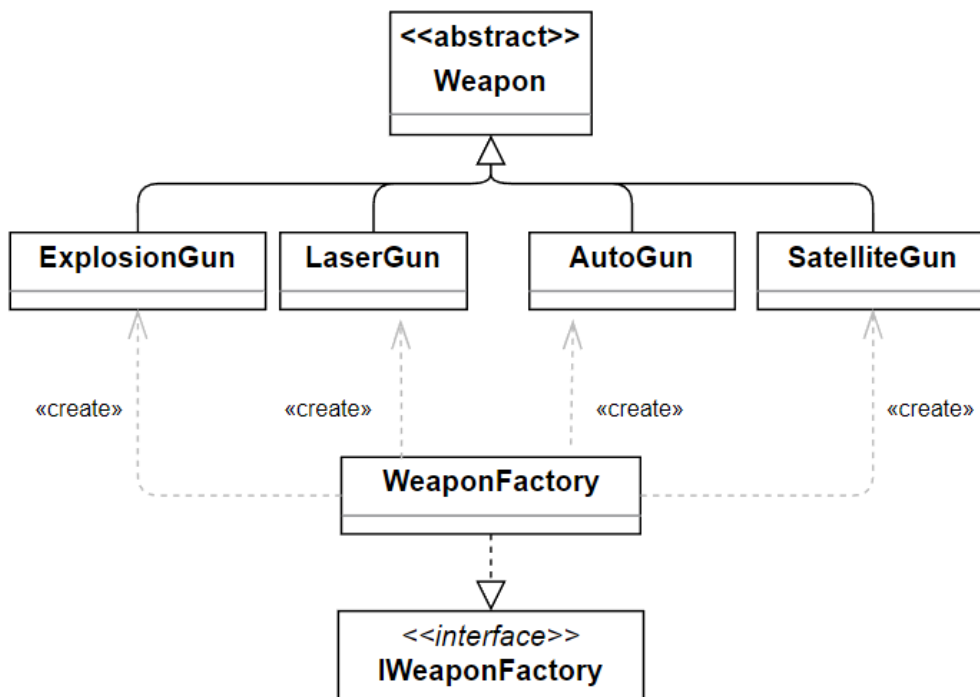 <<abstract>>
Weapon
ExplosionGun
LaserGun
AutoGun
SatelliteGun
«create»
«create»
«create»
«create»
WeaponFactory
<<interface>>
IWeaponFactory